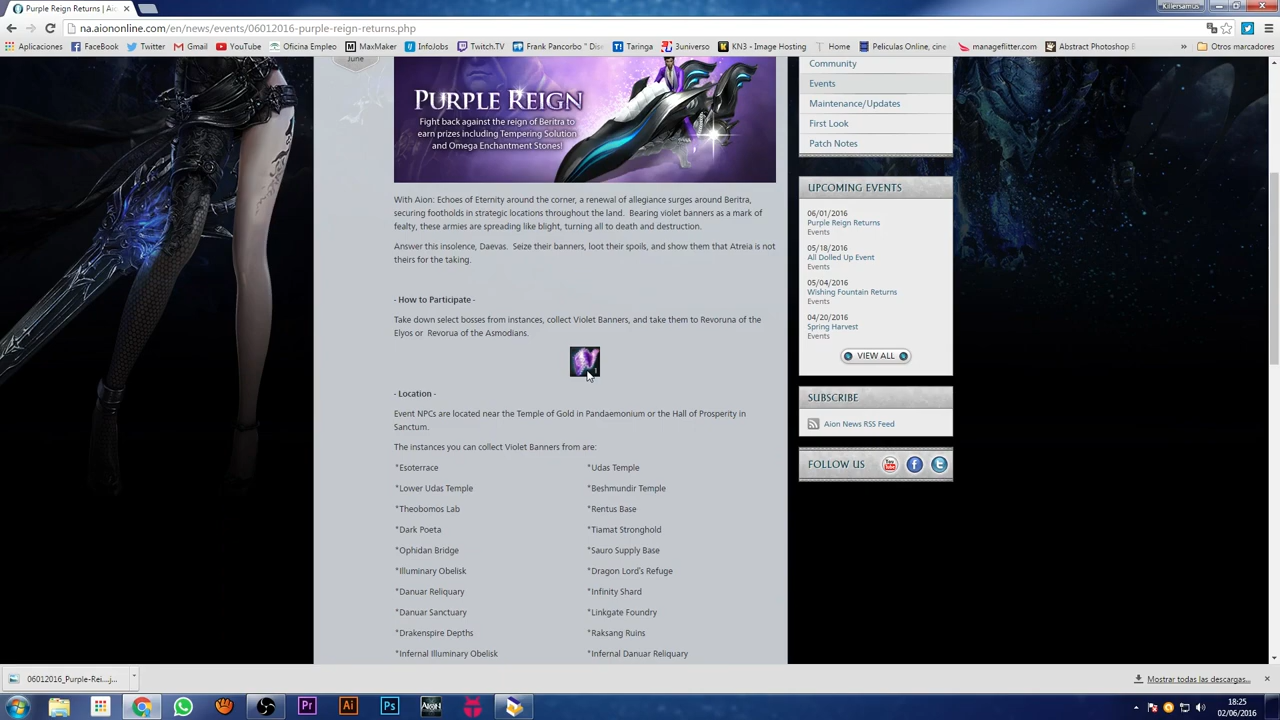 Purple Reign Returns | Aio
Killersamus
na.aiononline.com/en/news/events/06012016-purple-reign-returns.php
Aplicaciones
FaceBook
Twitter
Gmail
YouTube
Oficina Empleo
MaxMaker
InfoJobs
Twitch.TV
Frank Pancorbo "Dise
Taringa
3universo
KN3 - Image Hosting
Home
Peliculas Online, cine
manageflitter.com
Abstract Photoshop B
Otros marcadores
June
PURPLE REIGN
Fight back against the reign of Beritra to
earn prizes including Tempering Solution
and Omega Enchantment Stones!
With Aion: Echoes of Eternity around the corner, a renewal of allegiance surges around Beritra,
securing footholds in strategic locations throughout the land. Bearing violet banners as a mark of
fealty, these armies are spreading like blight, turning all to death and destruction.
Answer this insolence, Daevas. Seize their banners, loot their spoils, and show them that Atreia is not
theirs for the taking.
- How to Participate -
Take down select bosses from instances, collect Violet Banners, and take them to Revoruna of the
Elyos or Revorua of the Asmodians.
1
- Location -
Event NPCs are located near the Temple of Gold in Pandaemonium or the Hall of Prosperity in
Sanctum.
The instances you can collect Violet Banners from are:
*Esoterrace
*Udas Temple
*Lower Udas Temple
*Beshmundir Temple
*Theobomos Lab
*Rentus Base
*Dark Poeta
*Tiamat Stronghold
*Ophidan Bridge
*Sauro Supply Base
*Illuminary Obelisk
*Dragon Lord's Refuge
*Danuar Reliquary
*Infinity Shard
*Danuar Sanctuary
*Linkgate Foundry
*Drakenspire Depths
*Raksang Ruins
*Infernal Illuminary Obelisk
*Infernal Danuar Reliquary
Community
Events
Maintenance/Updates
First Look
Patch Notes
UPCOMING EVENTS
06/01/2016
Purple Reign Returns
Events
05/18/2016
All Dolled Up Event
Events
05/04/2016
Wishing Fountain Returns
Events
04/20/2016
Spring Harvest
Events
VIEW ALL
SUBSCRIBE
Aion News RSS Feed
FOLLOW US
You
Tube
06012016_Purple-Rei....j...
Mostrar todas las descargas...
Pr
Ai
Ps
AION
18:25
02/06/2016